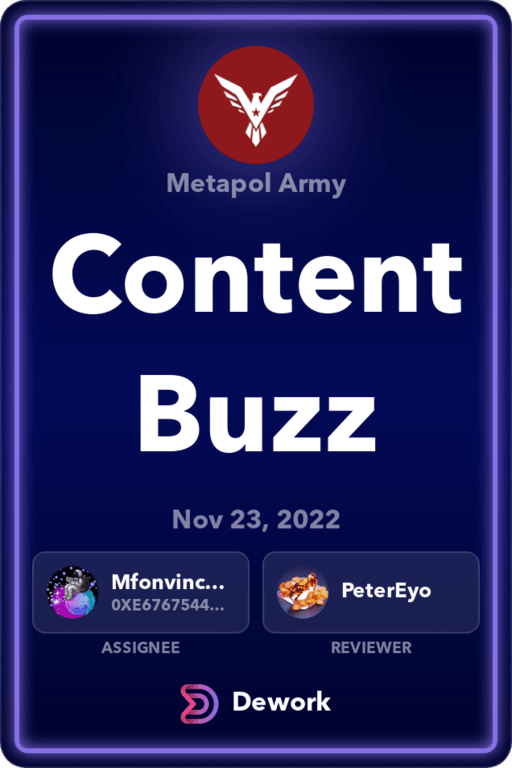 Metapol Army
Content
Buzz
Nov 23, 2022
Mfonvinc...
0XE6767544...
ASSIGNEE
PeterEyo
REVIEWER
Dework